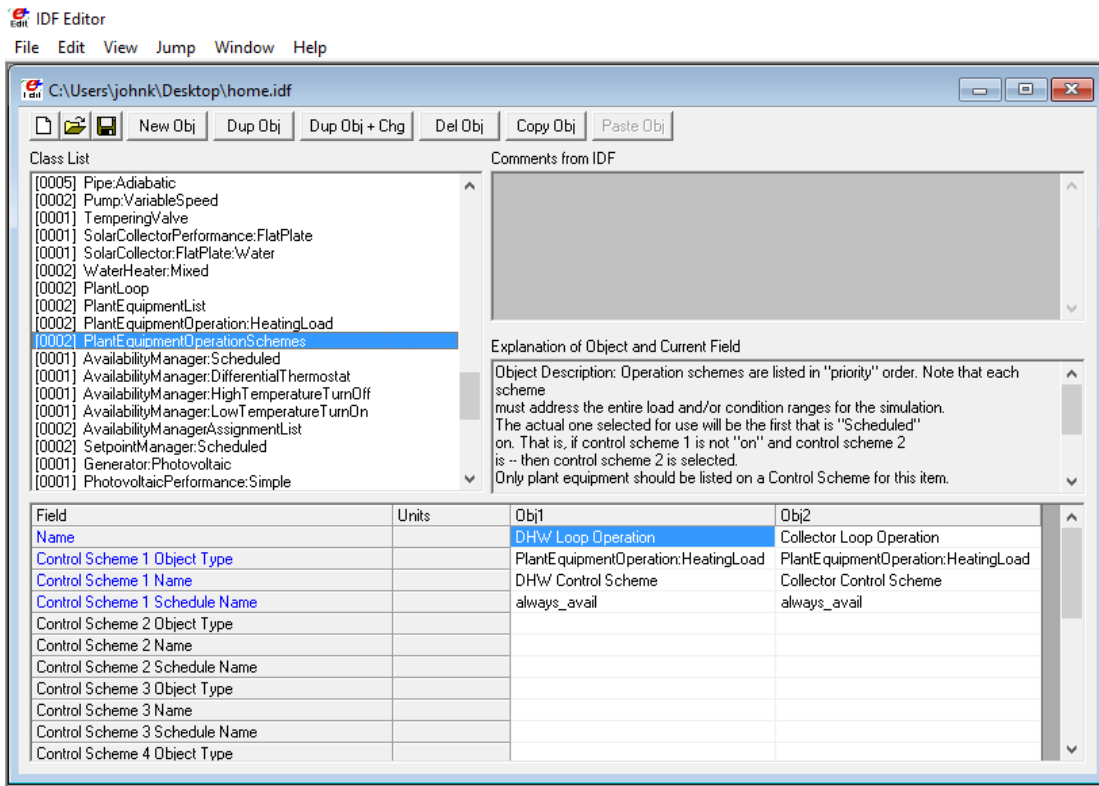 Edit IDF Editor
File Edit View Jump Window Help
C:\Users\johnk\Desktop\home.idf
New Obj Dup Obj Dup Obj + Chg Del Obj Copy Obj Paste Obj
Class List
[0005] Pipe:Adiabatic
[0002] Pump:VariableSpeed
[0001] TemperingValve
[0001] SolarCollectorPerformance:FlatPlate
[0001] SolarCollector:FlatPlate:Water
[0002] WaterHeater:Mixed
[0002] PlantLoop
[0002] PlantEquipmentList
[0002] PlantEquipmentOperation:HeatingLoad
[0002] PlantEquipmentOperationSchemes
[0001] AvailabilityManager:Scheduled
[0001] AvailabilityManager:DifferentialThermostat
[0001] AvailabilityManager:HighTemperatureTurnOff
[0001] AvailabilityManager:LowTemperatureTurnOn
[0002] AvailabilityManagerAssignmentList
[0002] SetpointManager:Scheduled
[0001] Generator:Photovoltaic
[0001] PhotovoltaicPerformance:Simple
Comments from IDF
Explanation of Object and Current Field
Object Description: Operation schemes are listed in "priority" order. Note that each
scheme
must address the entire load and/or condition ranges for the simulation.
The actual one selected for use will be the first that is "Scheduled"
on. That is, if control scheme 1 is not "on" and control scheme 2
is -- then control scheme 2 is selected.
Only plant equipment should be listed on a Control Scheme for this item.
Field Units Obj1 Obj2
Name DHW Loop Operation Collector Loop Operation
Control Scheme 1 Object Type PlantEquipmentOperation:HeatingLoad PlantEquipmentOperation:HeatingLoad
Control Scheme 1 Name DHW Control Scheme Collector Control Scheme
Control Scheme 1 Schedule Name always_avail always_avail
Control Scheme 2 Object Type
Control Scheme 2 Name
Control Scheme 2 Schedule Name
Control Scheme 3 Object Type
Control Scheme 3 Name
Control Scheme 3 Schedule Name
Control Scheme 4 Object Type